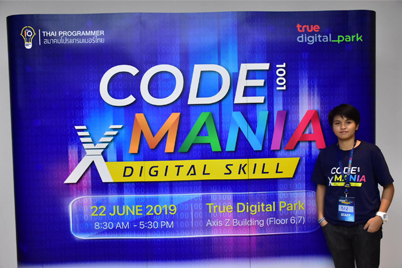 THAI PROGRAMMER
สมาคมโปรแกรมเมอร์ไทย
true
digital_park
CODE 1001
X MANIA
DIGITAL SKILL
22 JUNE 2019
8:30 AM - 5:30 PM
True Digital Park
Axis Z Building (Floor 6,7)
CODE
XMANIA